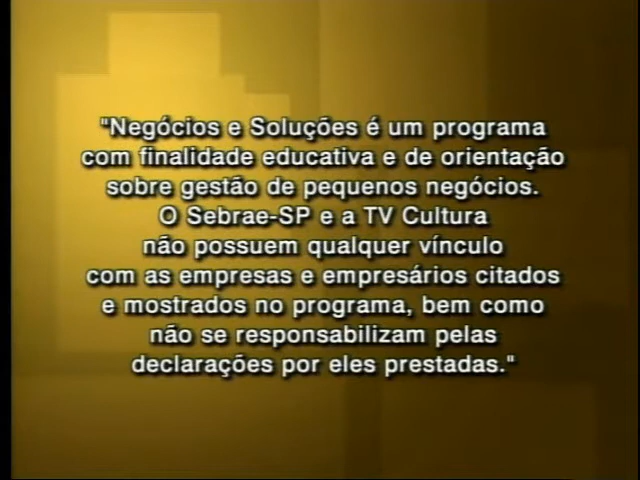 "Negócios e Soluções é um programa
com finalidade educativa e de orientação
sobre gestão de pequenos negócios.
O Sebrae-SP e a TV Cultura
não possuem qualquer vínculo
com as empresas e empresários citados
e mostrados no programa, bem como
não se responsabilizam pelas
declarações por eles prestadas."